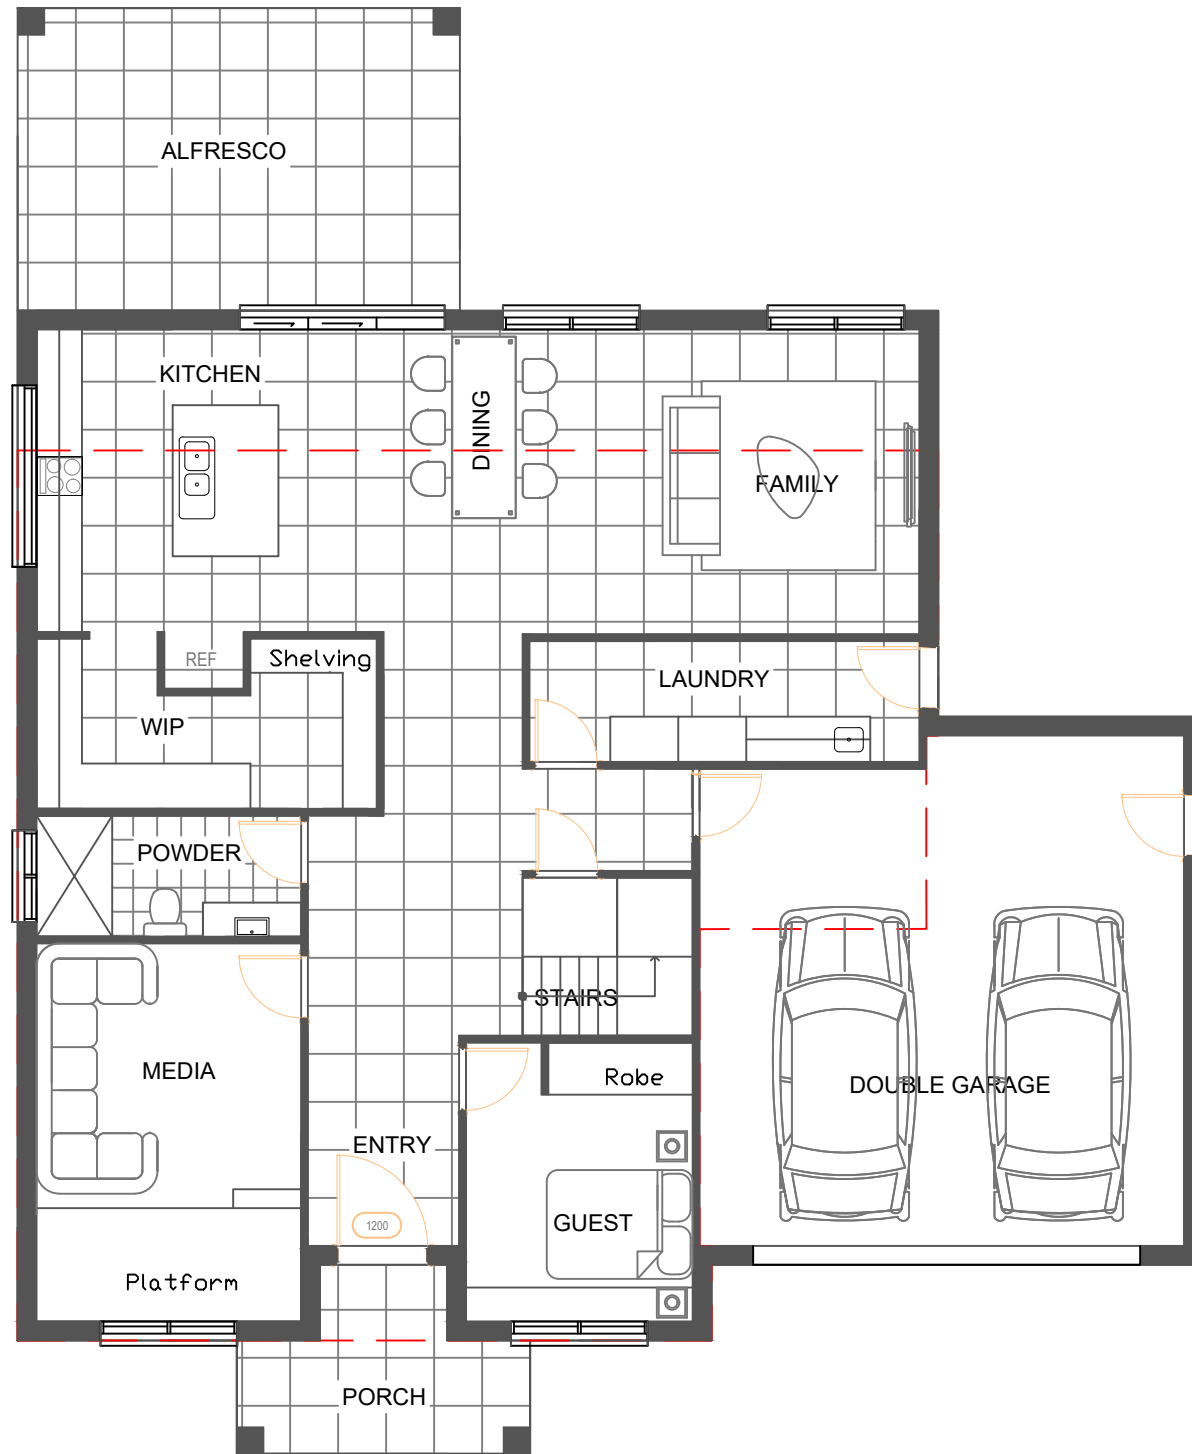 ALFRESCO
KITCHEN
DINING
FAMILY
REF
Shelving
LAUNDRY
WIP
POWDER
STAIRS
MEDIA
Robe
DOUBLE GARAGE
ENTRY
1200
GUEST
Platform
PORCH